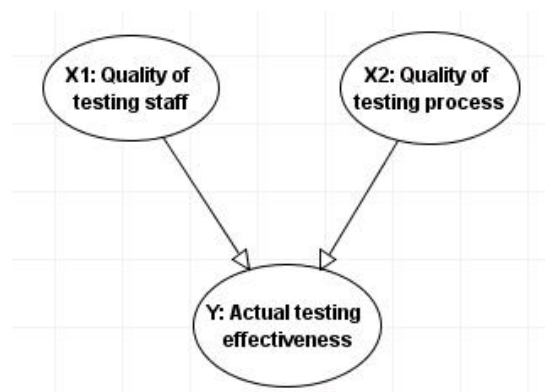 X1: Quality of
testing staff
X2: Quality of
testing process
Y: Actual testing
effectiveness